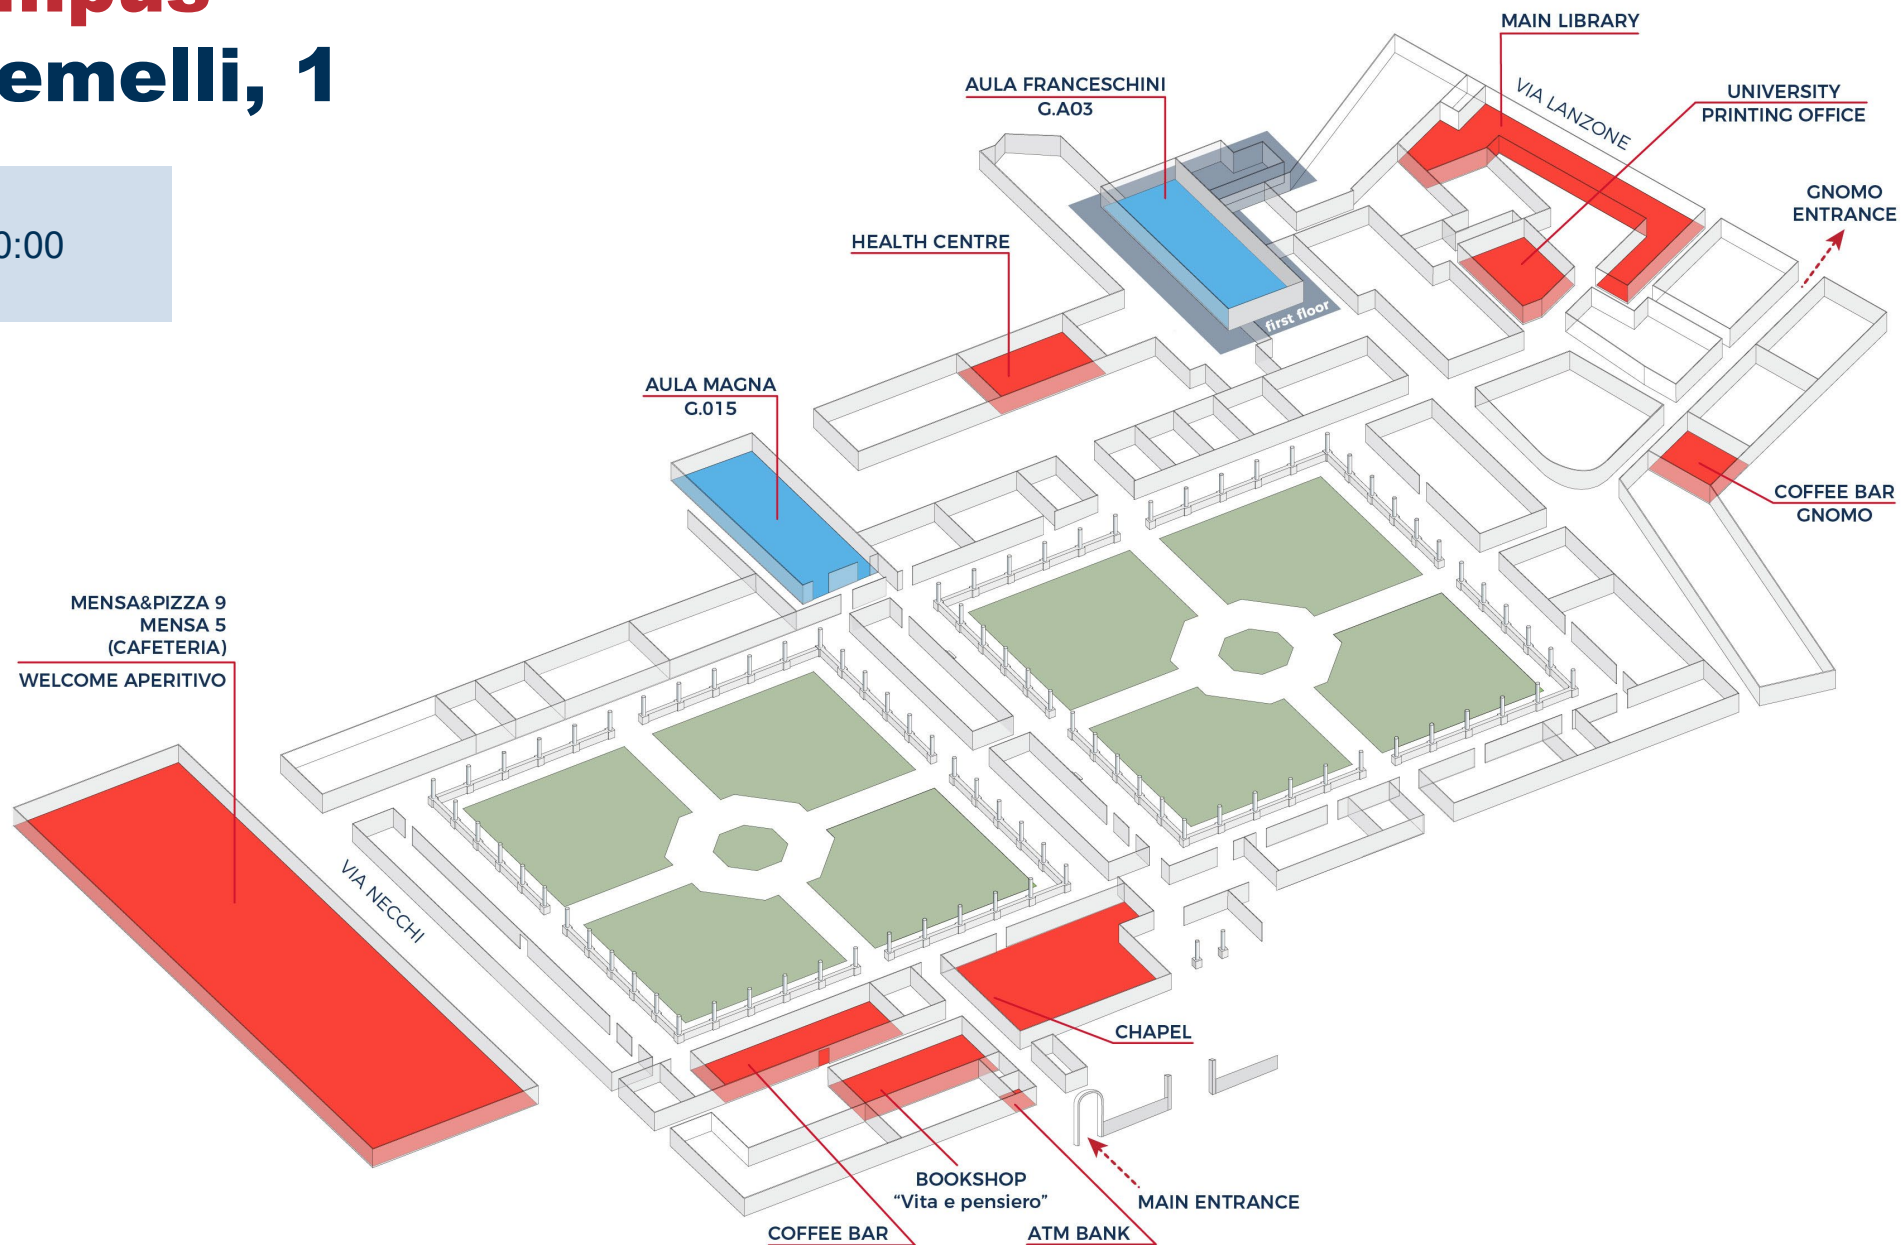 mpus
emelli, 1
0:00
MAIN LIBRARY
VIA LANZONE
UNIVERSITY
PRINTING OFFICE
AULA FRANCESCHINI
G.A03
GNOMO
ENTRANCE
HEALTH CENTRE
first floor
AULA MAGNA
G.015
COFFEE BAR
GNOMO
MENSA&PIZZA 9
MENSA 5
(CAFETERIA)
WELCOME APERITIVO
VIA NECCHI
CHAPEL
BOOKSHOP
“Vita e pensiero”
MAIN ENTRANCE
COFFEE BAR
ATM BANK